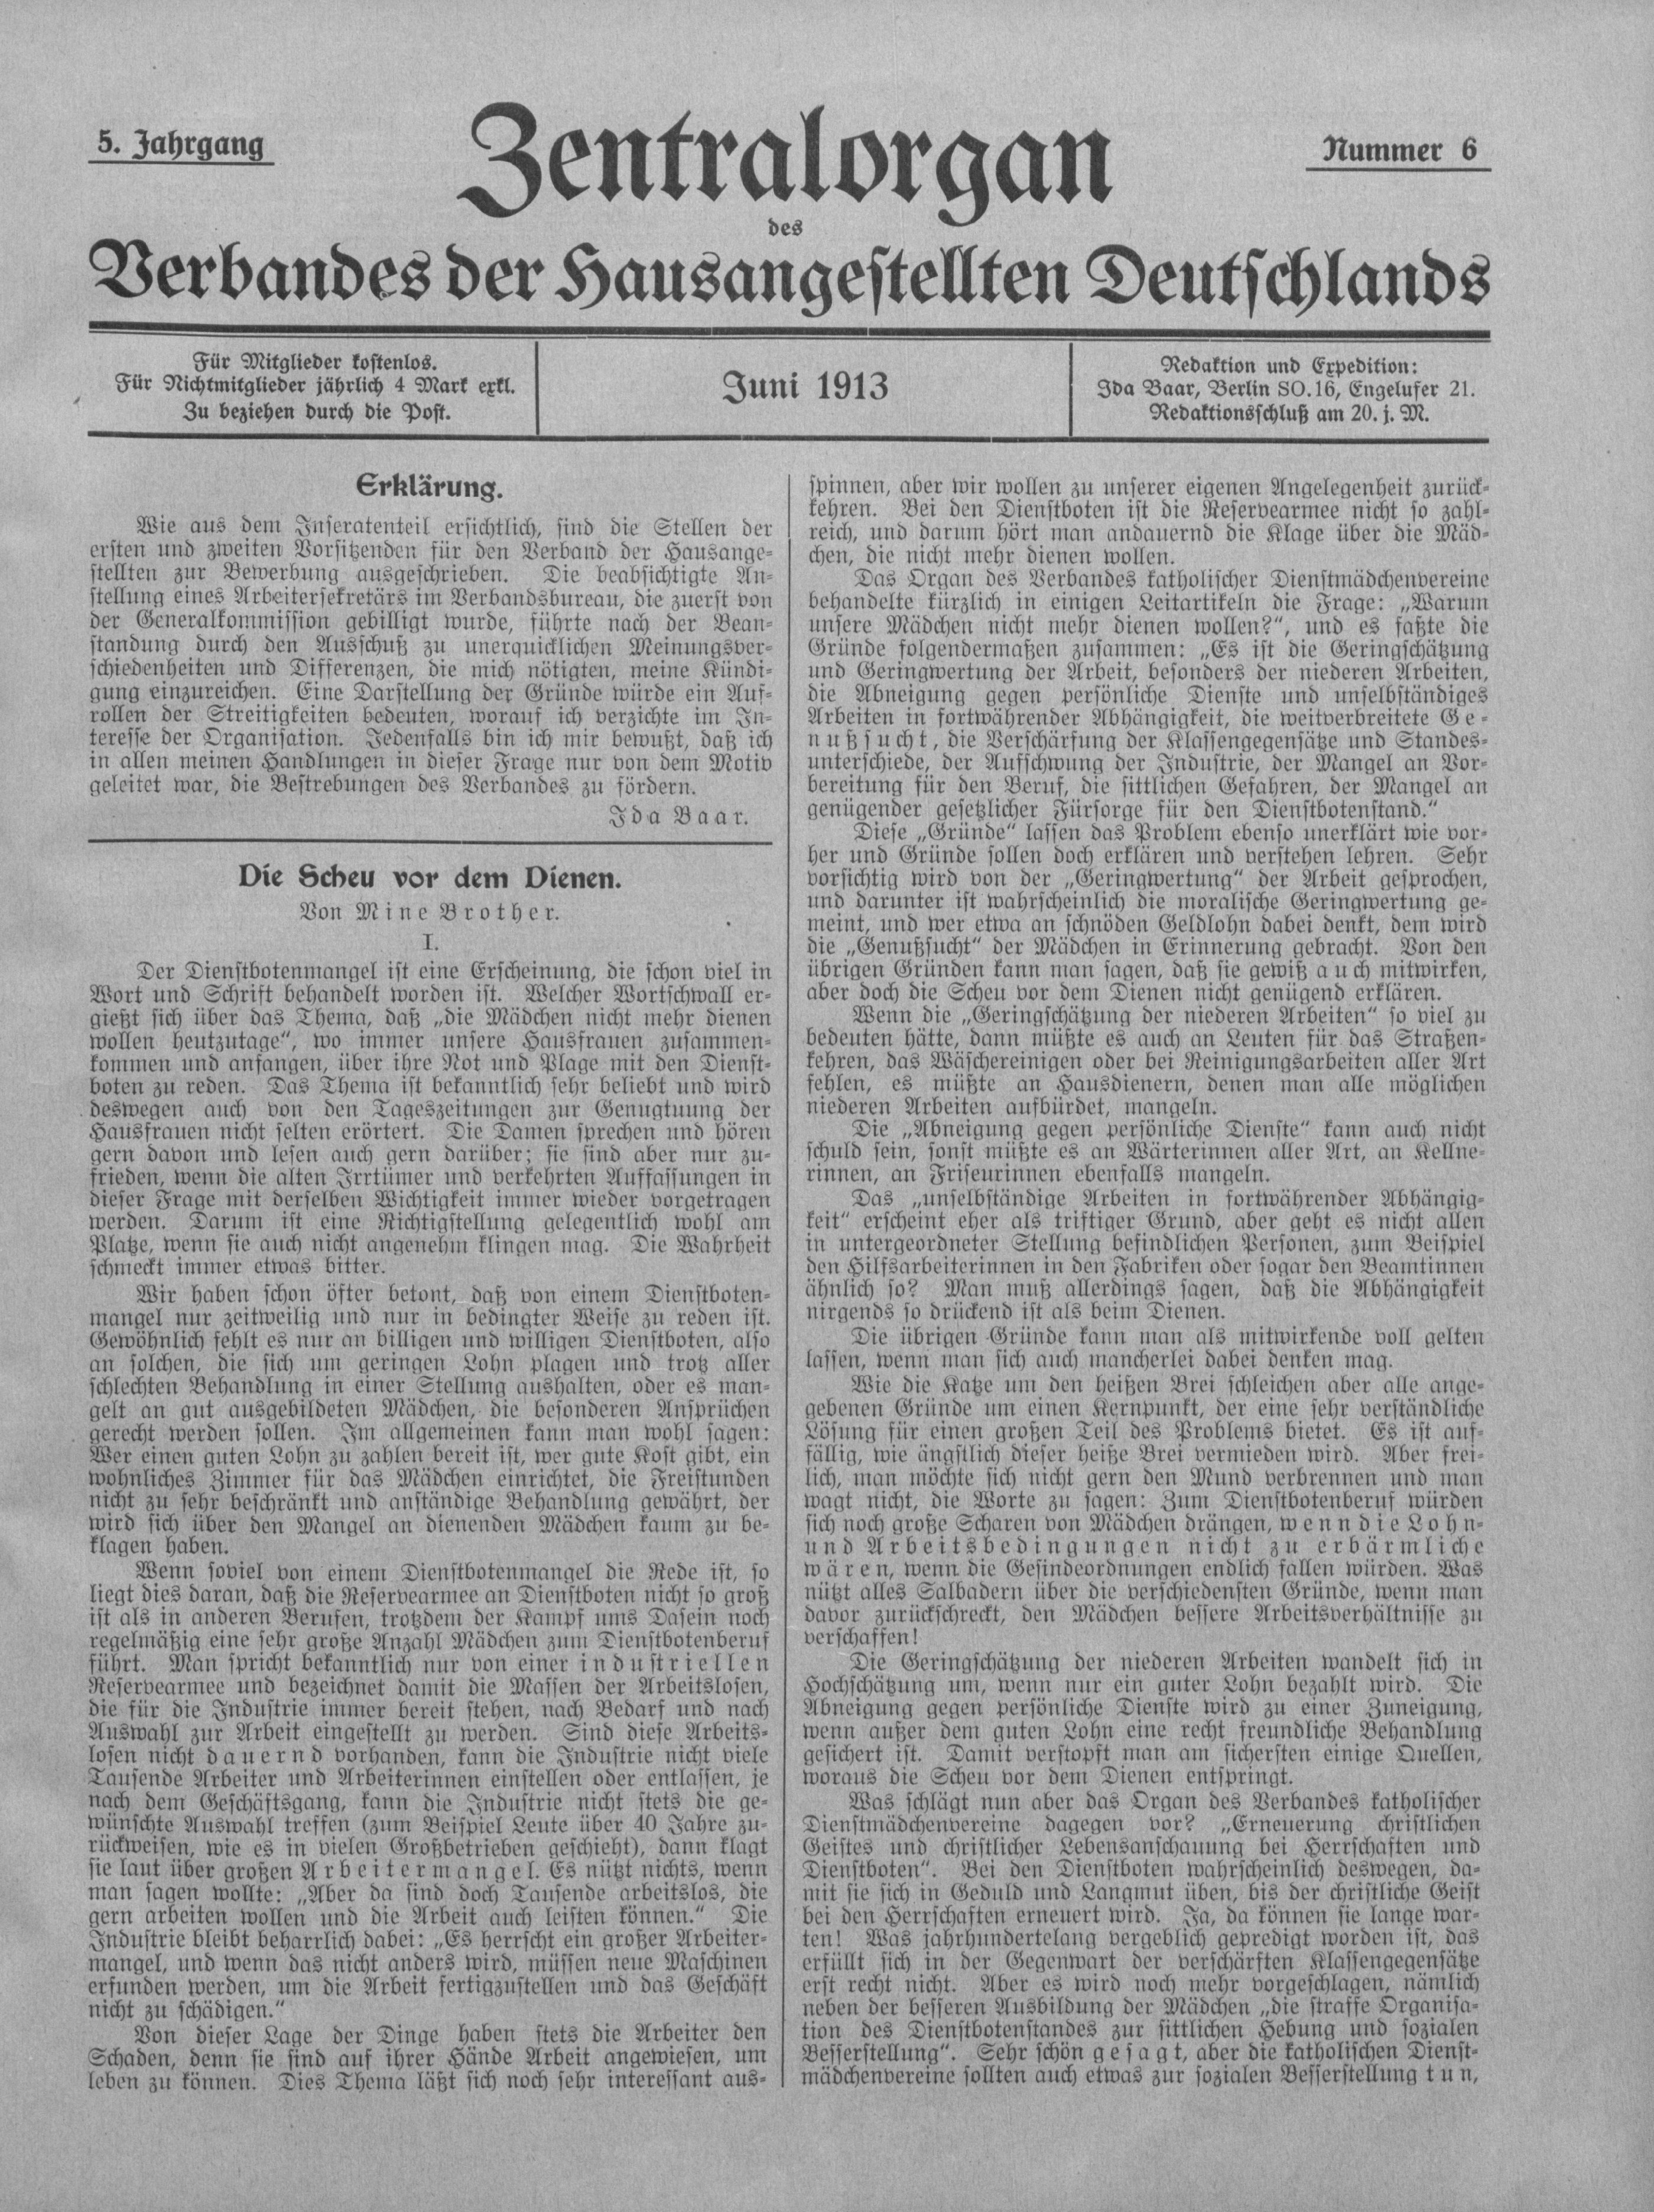 5. Jahrgang
Zentralorgan
Nummer 6
des
Verbandes der Hausangestellten Deutschlands
Für Mitglieder kostenlos.
Für Nichtmitglieder jährlich 4 Mark exkl.
Zu beziehen durch die Post.
Juni 1913
Redaktion und Expedition:
Ida Baar, Berlin SO. 16, Engelufer 21.
Redaktionsschluß am 20. j. M.
Erklärung.
Wie aus dem Inseratenteil ersichtlich, sind die Stellen der
ersten und zweiten Vorsitzenden für den Verband der Hausange-
stellten zur Bewerbung ausgeschrieben. Die beabsichtigte An-
stellung eines Arbeitersekretärs im Verbandsbureau, die zuerst von
der Generalkommission gebilligt wurde, führte nach der Bean-
standung durch den Ausschuß zu unerquicklichen Meinungsver-
schiedenheiten und Differenzen, die mich nötigten, meine Kündi-
gung einzureichen. Eine Darstellung der Gründe würde ein Auf-
rollen der Streitigkeiten bedeuten, worauf ich verzichte im In-
teresse der Organisation. Jedenfalls bin ich mir bewußt, daß ich
in allen meinen Handlungen in dieser Frage nur von dem Motiv
geleitet war, die Bestrebungen des Verbandes zu fördern.
Ida Baar.
Die Scheu vor dem Dienen.
Von Mine Brother.
I.
Der Dienstbotenmangel ist eine Erscheinung, die schon viel in
Wort und Schrift behandelt worden ist. Welcher Wortschwall er-
gießt sich über das Thema, daß „die Mädchen nicht mehr dienen
wollen heutzutage“, wo immer unsere Hausfrauen zusammen-
kommen und anfangen, über ihre Not und Plage mit den Dienst-
boten zu reden. Das Thema ist bekanntlich sehr beliebt und wird
deswegen auch von den Tageszeitungen zur Genugtuung der
Hausfrauen nicht selten erörtert. Die Damen sprechen und hören
gern davon und lesen auch gern darüber; sie sind aber nur zu-
frieden, wenn die alten Irrtümer und verkehrten Auffassungen in
dieser Frage mit derselben Wichtigkeit immer wieder vorgetragen
werden. Darum ist eine Richtigstellung gelegentlich wohl am
Platze, wenn sie auch nicht angenehm klingen mag. Die Wahrheit
schmeckt immer etwas bitter.
Wir haben schon öfter betont, daß von einem Dienstboten-
mangel nur zeitweilig und nur in bedingter Weise zu reden ist.
Gewöhnlich fehlt es nur an billigen und willigen Dienstboten, also
an solchen, die sich um geringen Lohn plagen und trotz aller
schlechten Behandlung in einer Stellung aushalten, oder es man-
gelt an gut ausgebildeten Mädchen, die besonderen Ansprüchen
gerecht werden sollen. Im allgemeinen kann man wohl sagen:
Wer einen guten Lohn zu zahlen bereit ist, wer gute Kost gibt, ein
wohnliches Zimmer für das Mädchen einrichtet, die Freistunden
nicht zu sehr beschränkt und anständige Behandlung gewährt, der
wird sich über den Mangel an dienenden Mädchen kaum zu be-
klagen haben.
Wenn soviel von einem Dienstbotenmangel die Rede ist, so
liegt dies daran, daß die Reservearmee an Dienstboten nicht so groß
ist als in anderen Berufen, trotzdem der Kampf ums Dasein noch
regelmäßig eine sehr große Anzahl Mädchen zum Dienstbotenberuf
führt. Man spricht bekanntlich nur von einer industriellen
Reservearmee und bezeichnet damit die Massen der Arbeitslosen,
die für die Industrie immer bereit stehen, nach Bedarf und nach
Auswahl zur Arbeit eingestellt zu werden. Sind diese Arbeits-
losen nicht dauernd vorhanden, kann die Industrie nicht viele
Tausende Arbeiter und Arbeiterinnen einstellen oder entlassen, je
nach dem Geschäftsgang, kann die Industrie nicht stets die ge-
wünschte Auswahl treffen (zum Beispiel Leute über 40 Jahre zu-
rückweisen, wie es in vielen Großbetrieben geschieht), dann klagt
sie laut über großen Arbeitermangel. Es nützt nichts, wenn
man sagen wollte: „Aber da sind doch Tausende arbeitslos, die
gern arbeiten wollen und die Arbeit auch leisten können.“ Die
Industrie bleibt beharrlich dabei: „Es herrscht ein großer Arbeiter-
mangel, und wenn das nicht anders wird, müssen neue Maschinen
erfunden werden, um die Arbeit fertigzustellen und das Geschäft
nicht zu schädigen.“
Von dieser Lage der Dinge haben stets die Arbeiter den
Schaden, denn sie sind auf ihrer Hände Arbeit angewiesen, um
leben zu können. Dies Thema läßt sich noch sehr interessant aus-
spinnen, aber wir wollen zu unserer eigenen Angelegenheit zurück-
kehren. Bei den Dienstboten ist die Reservearmee nicht so zahl-
reich, und darum hört man andauernd die Klage über die Mäd-
chen, die nicht mehr dienen wollen.
Das Organ des Verbandes katholischer Dienstmädchenvereine
behandelte kürzlich in einigen Leitartikeln die Frage: „Warum
unsere Mädchen nicht mehr dienen wollen?“, und es faßte die
Gründe folgendermaßen zusammen: „Es ist die Geringschätzung
und Geringwertung der Arbeit, besonders der niederen Arbeiten,
die Abneigung gegen persönliche Dienste und unselbständiges
Arbeiten in fortwährender Abhängigkeit, die weitverbreitete Ge-
nußsucht, die Verschärfung der Klassengegensätze und Standes-
unterschiede, der Aufschwung der Industrie, der Mangel an Vor-
bereitung für den Beruf, die sittlichen Gefahren, der Mangel an
genügender gesetzlicher Fürsorge für den Dienstbotenstand.“
Diese „Gründe“ lassen das Problem ebenso unerklärt wie vor-
her und Gründe sollen doch erklären und verstehen lehren. Sehr
vorsichtig wird von der „Geringwertung“ der Arbeit gesprochen,
und darunter ist wahrscheinlich die moralische Geringwertung ge-
meint, und wer etwa an schnöden Geldlohn dabei denkt, dem wird
die „Genußsucht“ der Mädchen in Erinnerung gebracht. Von den
übrigen Gründen kann man sagen, daß sie gewiß auch mitwirken,
aber doch die Scheu vor dem Dienen nicht genügend erklären.
Wenn die „Geringschätzung der niederen Arbeiten“ so viel zu
bedeuten hätte, dann müßte es auch an Leuten für das Straßen-
kehren, das Wäschereinigen oder bei Reinigungsarbeiten aller Art
fehlen, es müßte an Hausdienern, denen man alle möglichen
niederen Arbeiten aufbürdet, mangeln.
Die „Abneigung gegen persönliche Dienste“ kann auch nicht
schuld sein, sonst müßte es an Wärterinnen aller Art, an Kellne-
rinnen, an Friseurinnen ebenfalls mangeln.
Das „unselbständige Arbeiten in fortwährender Abhängig-
keit“ erscheint eher als triftiger Grund, aber geht es nicht allen
in untergeordneter Stellung befindlichen Personen, zum Beispiel
den Hilfsarbeiterinnen in den Fabriken oder sogar den Beamtinnen
ähnlich so? Man muß allerdings sagen, daß die Abhängigkeit
nirgends so drückend ist als beim Dienen.
Die übrigen Gründe kann man als mitwirkende voll gelten
lassen, wenn man sich auch mancherlei dabei denken mag.
Wie die Katze um den heißen Brei schleichen aber alle ange-
gebenen Gründe um einen Kernpunkt, der eine sehr verständliche
Lösung für einen großen Teil des Problems bietet. Es ist auf-
fällig, wie ängstlich dieser heiße Brei vermieden wird. Aber frei-
lich, man möchte sich nicht gern den Mund verbrennen und man
wagt nicht, die Worte zu sagen: Zum Dienstbotenberuf würden
sich noch große Scharen von Mädchen drängen, wenn die Lohn-
und Arbeitsbedingungen nicht zu erbärmliche
wären, wenn die Gesindeordnungen endlich fallen würden. Was
nützt alles Salbadern über die verschiedensten Gründe, wenn man
davor zurückschreckt, den Mädchen bessere Arbeitsverhältnisse zu
verschaffen!
Die Geringschätzung der niederen Arbeiten wandelt sich in
Hochschätzung um, wenn nur ein guter Lohn bezahlt wird. Die
Abneigung gegen persönliche Dienste wird zu einer Zuneigung,
wenn außer dem guten Lohn eine recht freundliche Behandlung
gesichert ist. Damit verstopft man am sichersten einige Quellen,
woraus die Scheu vor dem Dienen entspringt.
Was schlägt nun aber das Organ des Verbandes katholischer
Dienstmädchenvereine dagegen vor? „Erneuerung christlichen
Geistes und christlicher Lebensanschauung bei Herrschaften und
Dienstboten“. Bei den Dienstboten wahrscheinlich deswegen, da-
mit sie sich in Geduld und Langmut üben, bis der christliche Geist
bei den Herrschaften erneuert wird. Ja, da können sie lange war-
ten! Was jahrhundertelang vergeblich gepredigt worden ist, das
erfüllt sich in der Gegenwart der verschärften Klassengegensätze
erst recht nicht. Aber es wird noch mehr vorgeschlagen, nämlich
neben der besseren Ausbildung der Mädchen „die straffe Organisa-
tion des Dienstbotenstandes zur sittlichen Hebung und sozialen
Besserstellung“. Sehr schön gesagt, aber die katholischen Dienst-
mädchenvereine sollten auch etwas zur sozialen Besserstellung tun,